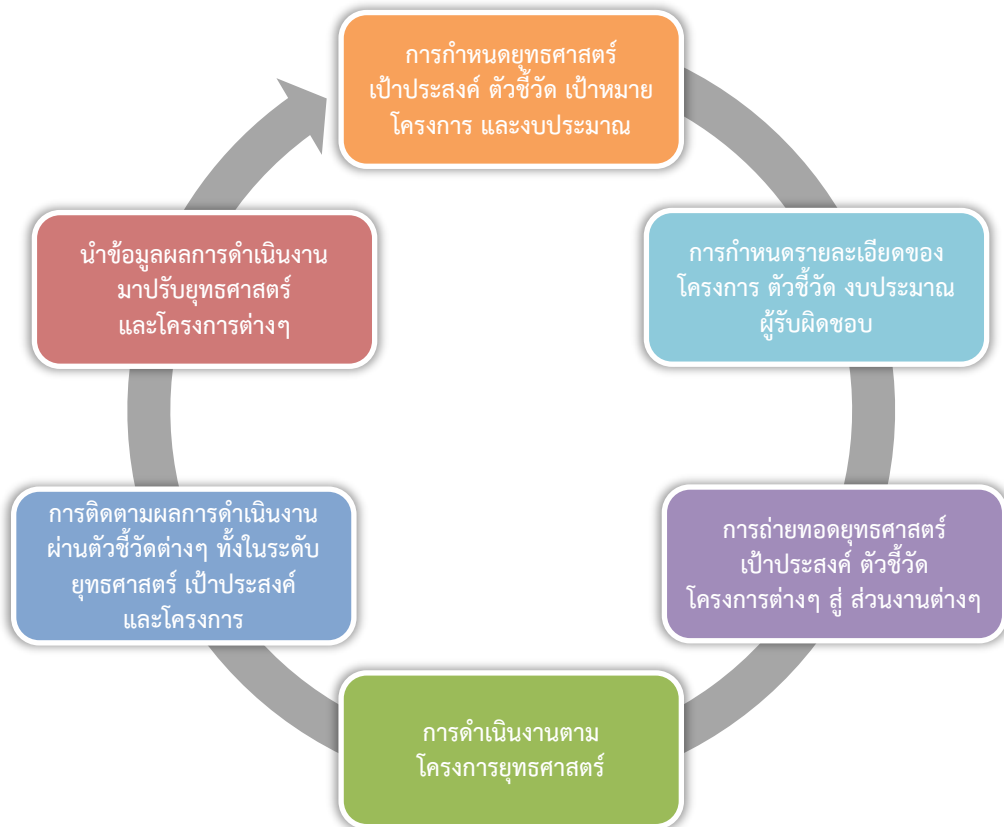 การกำหนดยุทธศาสตร์
เป้าประสงค์ ตัวชี้วัด เป้าหมาย
โครงการ และงบประมาณ
การกำหนดรายละเอียดของ
โครงการ ตัวชี้วัด งบประมาณ
ผู้รับผิดชอบ
การถ่ายทอดยุทธศาสตร์
เป้าประสงค์ ตัวชี้วัด
โครงการต่างๆ สู่ ส่วนงานต่างๆ
การดำเนินงานตาม
โครงการยุทธศาสตร์
การติดตามผลการดำเนินงาน
ผ่านตัวชี้วัดต่างๆ ทั้งในระดับ
ยุทธศาสตร์ เป้าประสงค์
และโครงการ
นำข้อมูลผลการดำเนินงาน
มาปรับยุทธศาสตร์
และโครงการต่างๆ